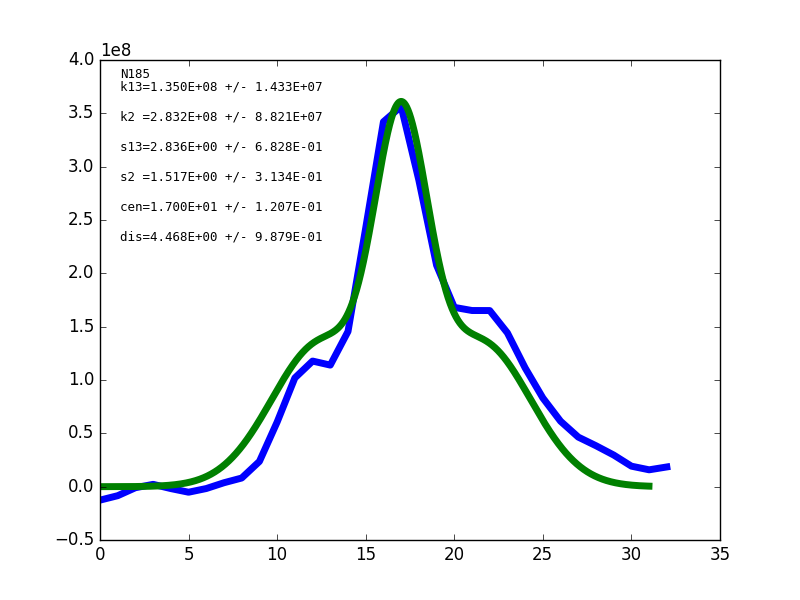 1e8
4.0
3.5
3.0
2.5
2.0
1.5
1.0
0.5
0.0
−0.5
N185
k13=1.350E+08 +/- 1.433E+07
k2 =2.832E+08 +/- 8.821E+07
s13=2.836E+00 +/- 6.828E-01
s2 =1.517E+00 +/- 3.134E-01
cen=1.700E+01 +/- 1.207E-01
dis=4.468E+00 +/- 9.879E-01
0 5 10 15 20 25 30 35